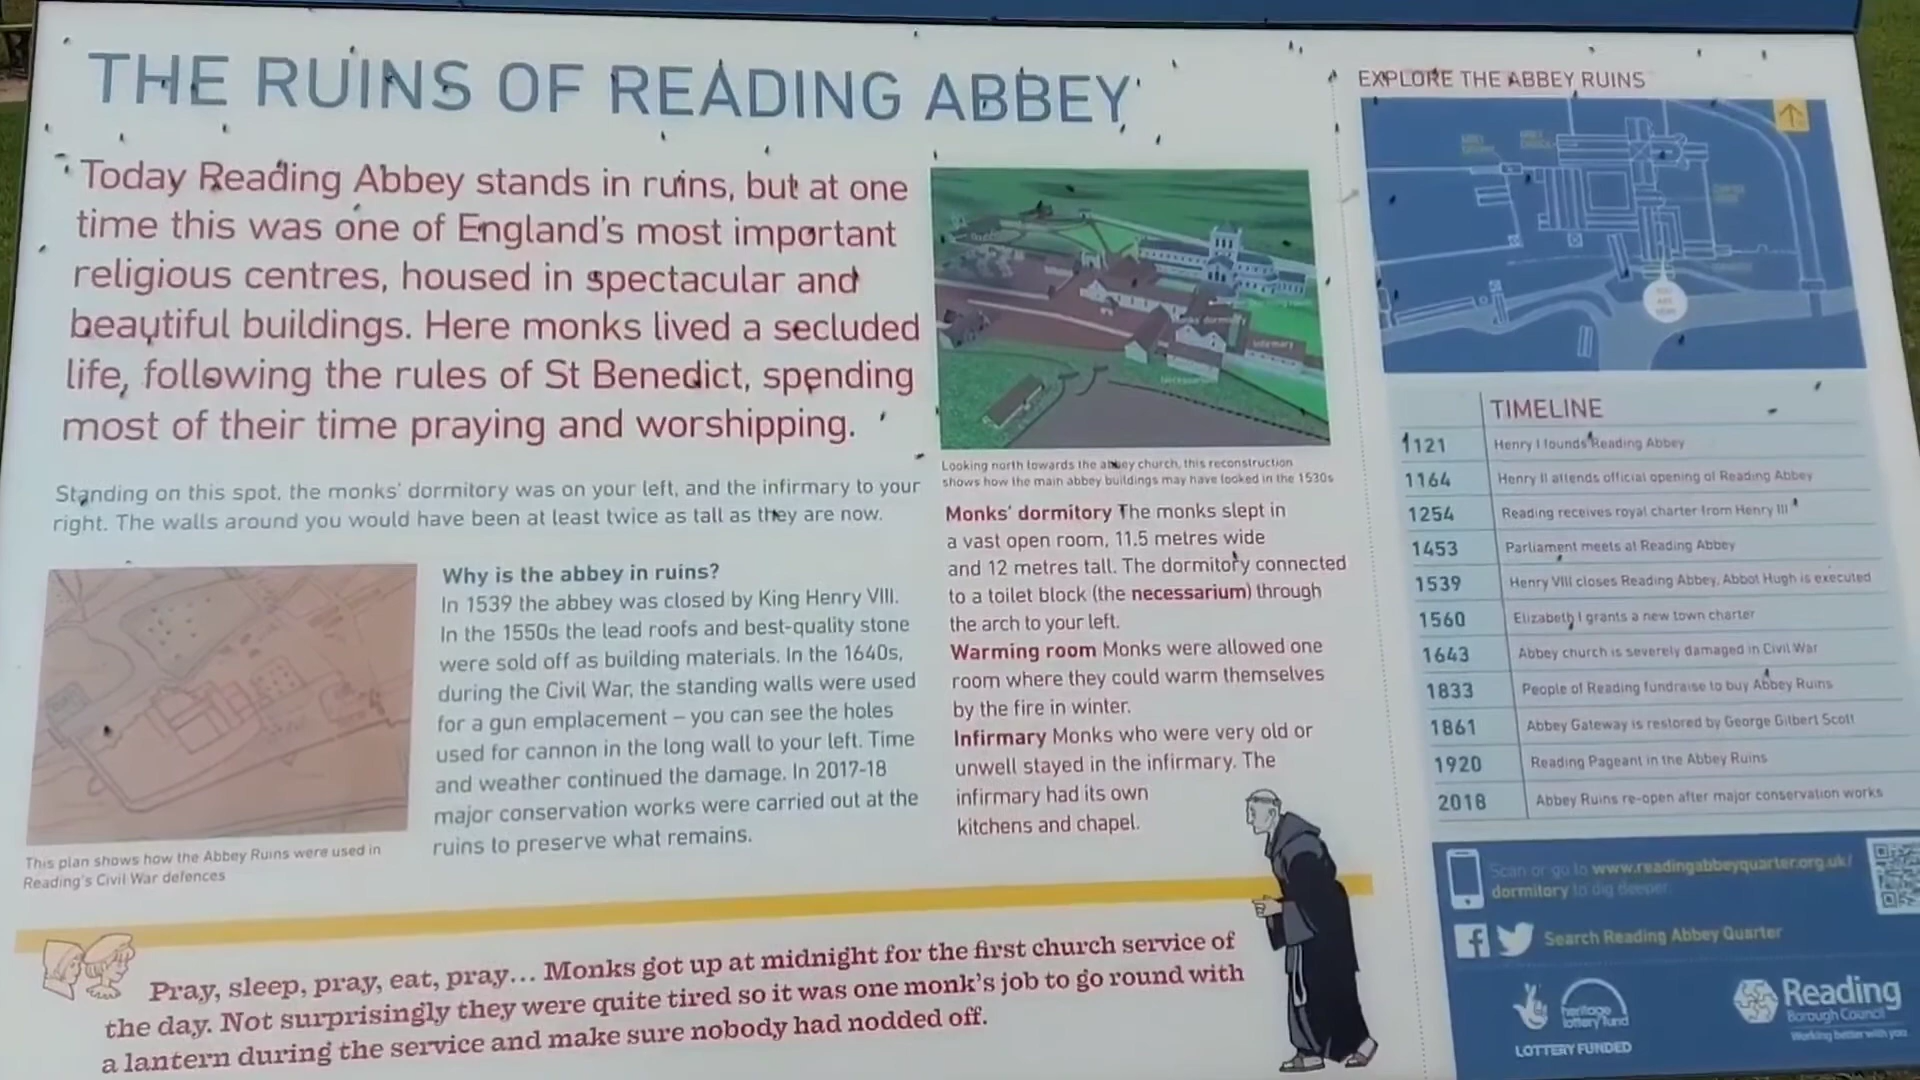 THE RUINS OF READING ABBEY
Today Reading Abbey stands in ruins, but at one
time this was one of England's most important
religious centres, housed in spectacular and
beautiful buildings. Here monks lived a secluded
life, following the rules of St Benedict, spending
most of their time praying and worshipping.
Standing on this spot, the monks' dormitory was on your left, and the infirmary to your
right. The walls around you would have been at least twice as tall as they are now.
This plan shows how the Abbey Ruins were used in
Reading's Civil War defences
Why is the abbey in ruins?
In 1539 the abbey was closed by King Henry VIII.
In the 1550s the lead roofs and best-quality stone
were sold off as building materials. In the 1640s,
during the Civil War, the standing walls were used
for a gun emplacement – you can see the holes
used for cannon in the long wall to your left. Time
and weather continued the damage. In 2017-18
major conservation works were carried out at the
ruins to preserve what remains.
Infirmary
Looking north towards the abbey church, this reconstruction
shows how the main abbey buildings may have looked in the 1530s
Monks' dormitory The monks slept in
a vast open room, 11.5 metres wide
and 12 metres tall. The dormitory connected
to a toilet block (the necessarium) through
the arch to your left.
Warming room Monks were allowed one
room where they could warm themselves
by the fire in winter.
Infirmary Monks who were very old or
unwell stayed in the infirmary. The
infirmary had its own
kitchens and chapel.
Pray, sleep, pray, eat, pray... Monks got up at midnight for the first church service of
the day. Not surprisingly they were quite tired so it was one monk's job to go round with
a lantern during the service and make sure nobody had nodded off.
EXPLORE THE ABBEY RUINS
YOU
ARE
HERE
TIMELINE
1121 Henry I founds Reading Abbey
1164 Henry II attends official opening of Reading Abbey
1254 Reading receives royal charter from Henry III
1453 Parliament meets at Reading Abbey
1539 Henry VIII closes Reading Abbey, Abbot Hugh is executed
1560 Elizabeth I grants a new town charter
1643 Abbey church is severely damaged in Civil War
1833 People of Reading fundraise to buy Abbey Ruins
1861 Abbey Gateway is restored by George Gilbert Scott
1920 Reading Pageant in the Abbey Ruins
2018 Abbey Ruins re-open after major conservation works
Scan or go to www.readingabbeyquarter.org.uk/
dormitory to dig deeper
Search Reading Abbey Quarter
heritage
lottery fund
LOTTERY FUNDED
Reading
Borough Council
Working better with you